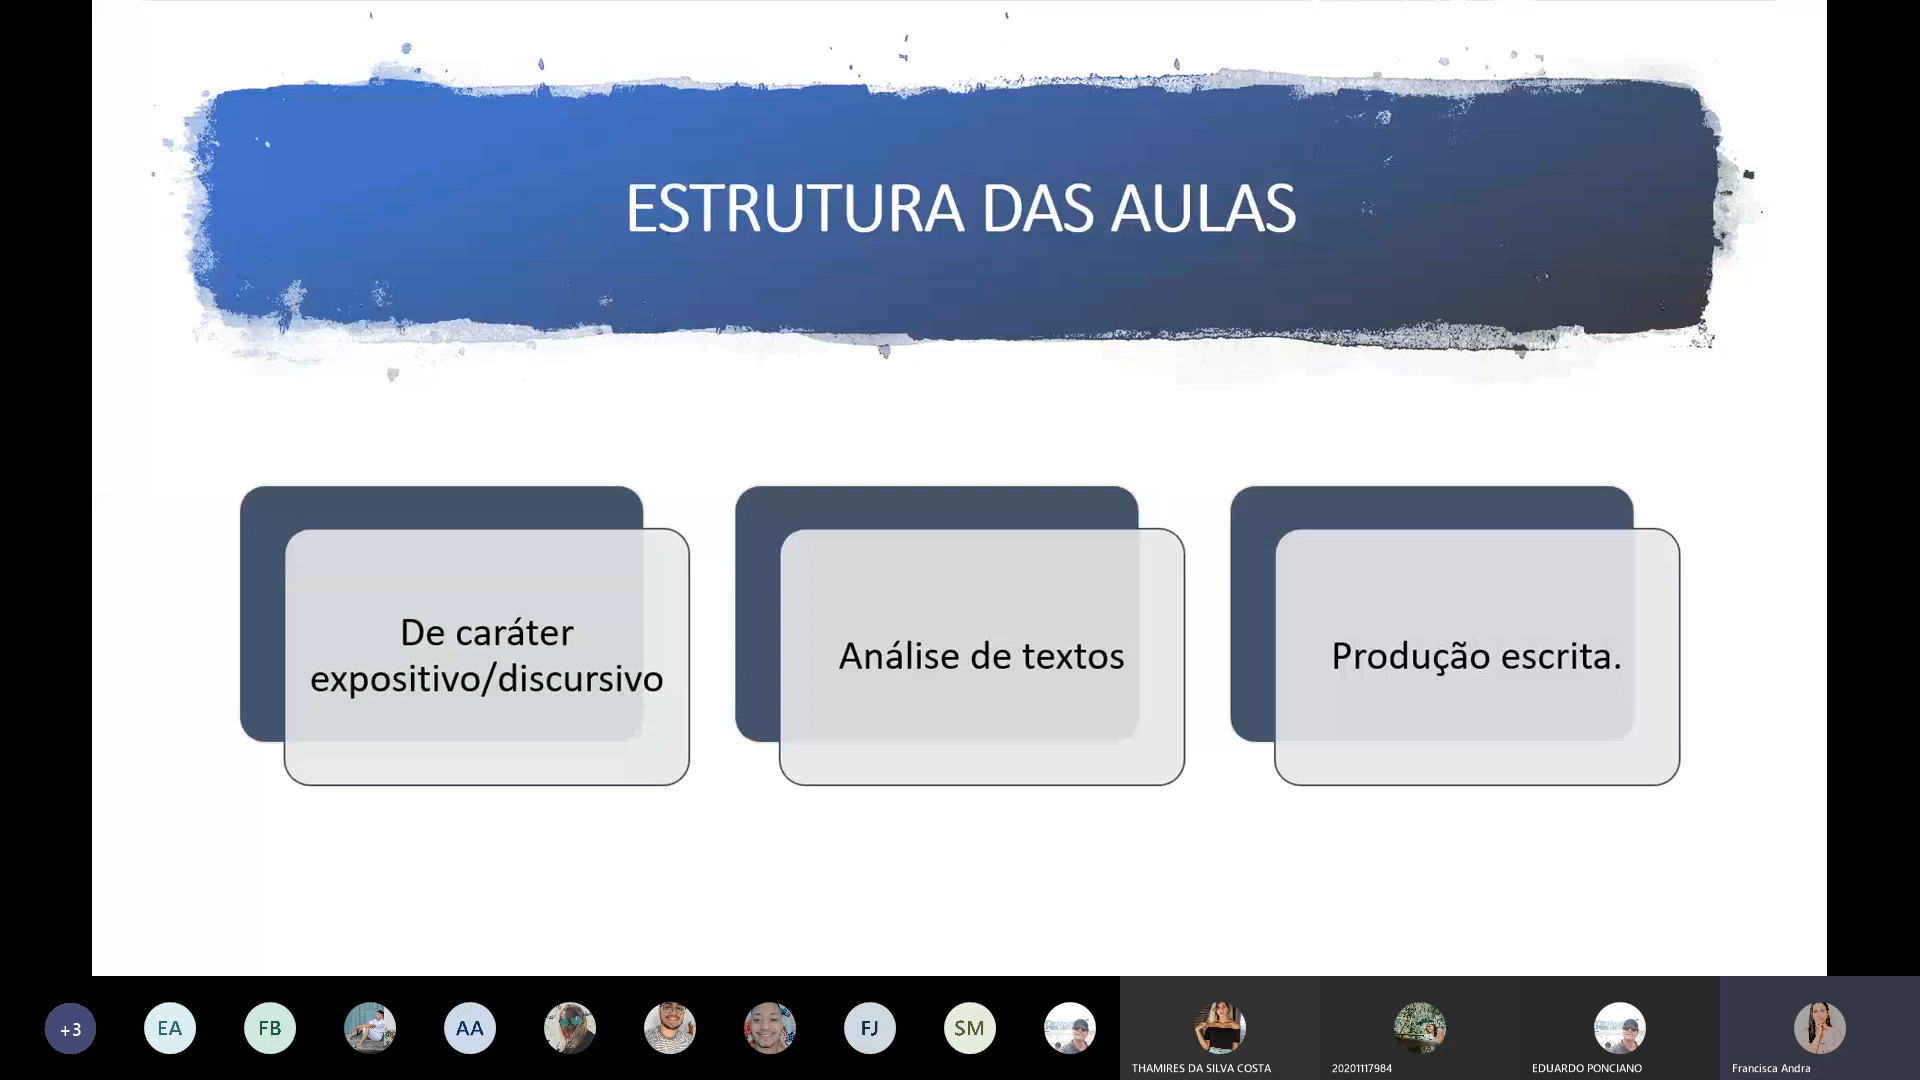 ESTRUTURA DAS AULAS
De caráter
expositivo/discursivo
Análise de textos
Produção escrita.
+3
EA
FB
AA
FJ
SM
THAMIRES DA SILVA COSTA
20201117984
EDUARDO PONCIANO
Francisca Andra